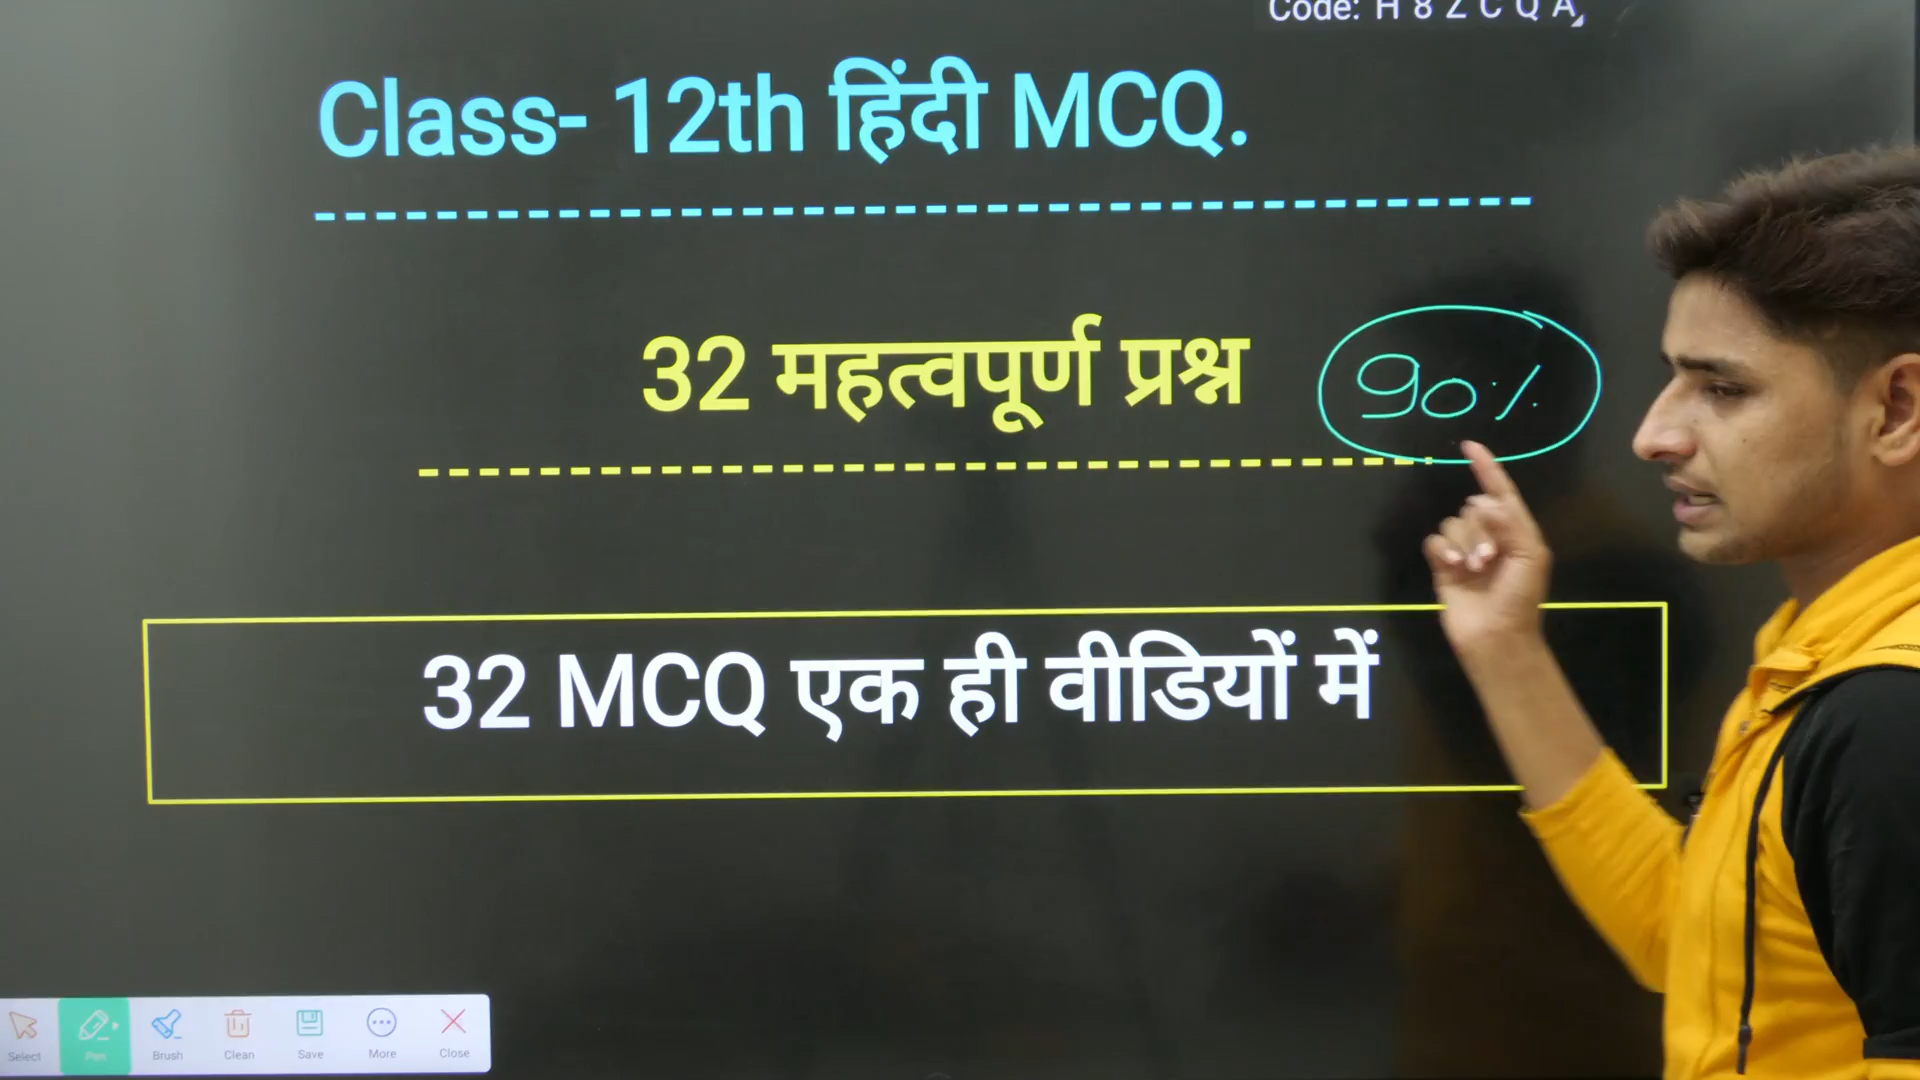 Code: H 8 Z C Q A
Class- 12th हिंदी MCQ.
32 महत्वपूर्ण प्रश्न
90%
32 MCQ एक ही वीडियों में
Select
Pen
Brush
Clean
Save
More
Close